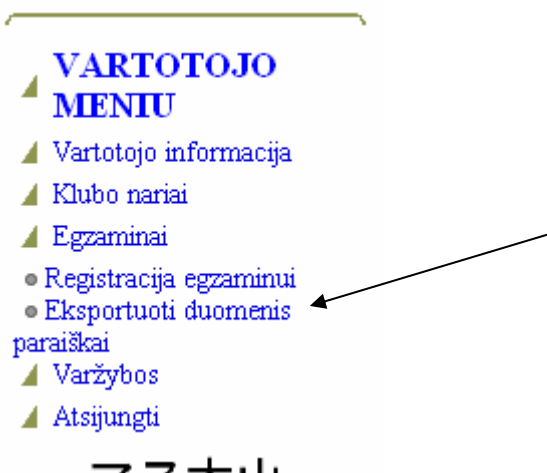 VARTOTOJO
MENIU
Vartotojo informacija
Klubo nariai
Egzaminai
Registracija egzaminui
Eksportuoti duomenis
paraiškai
Varžybos
Atsijungti